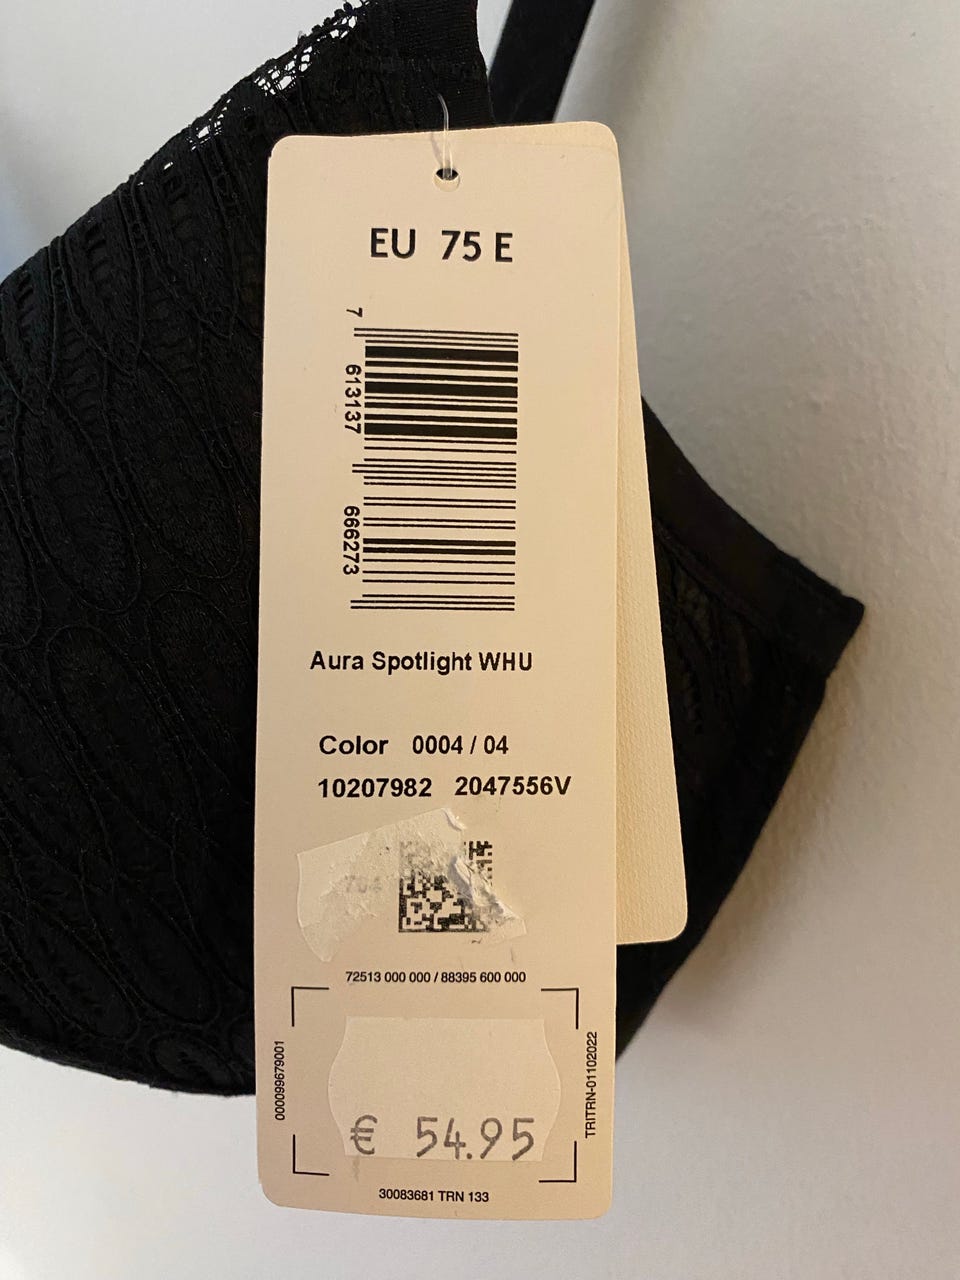 EU 75 E
7 613137 666273
Aura Spotlight WHU
Color 0004 / 04
10207982 2047556V
72513 000 000 / 88395 600 000
000099679001
TRITRN-01102022
€ 54.95
30083681 TRN 133